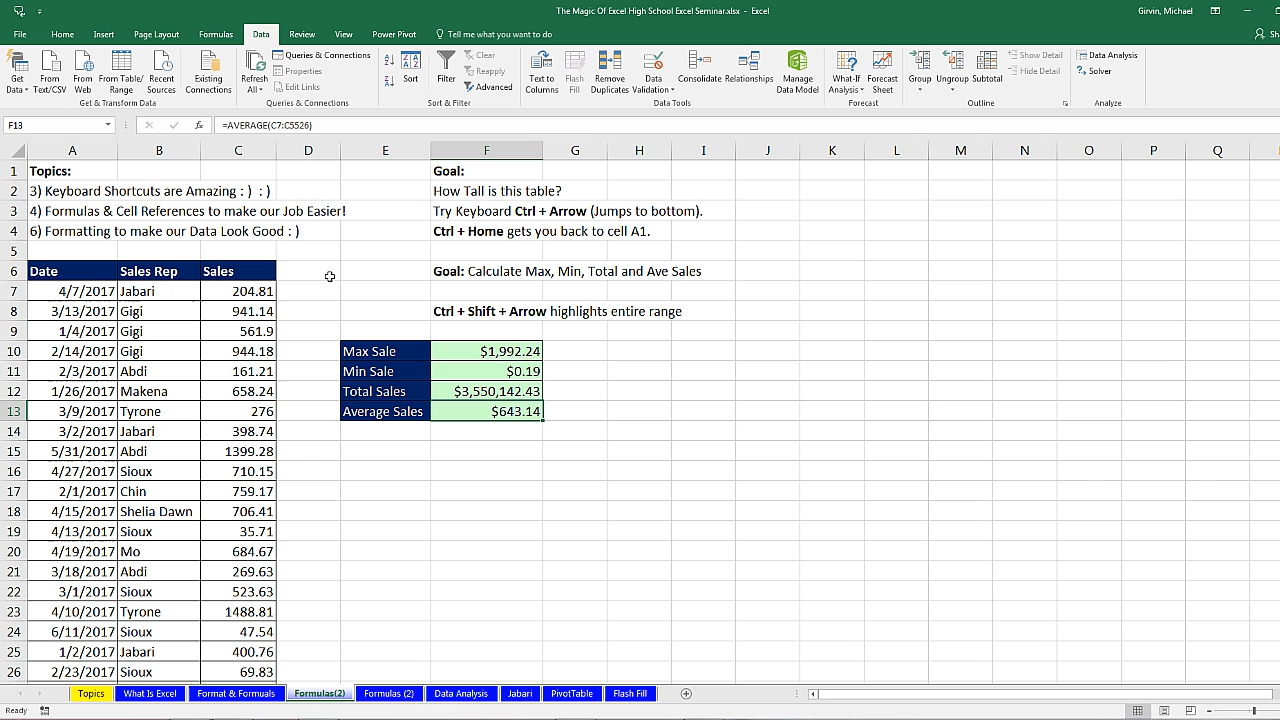 The Magic Of Excel High School Excel Seminar.xlsx - Excel
Girvin, Michael
File Home Insert Page Layout Formulas Data Review View Power Pivot Tell me what you want to do
Get Data From Text/CSV From Web From Table/Range Recent Sources Existing Connections
Get & Transform Data
Refresh All Queries & Connections Properties Edit Links
Queries & Connections
Sort Filter Clear Reapply Advanced
Sort & Filter
Text to Columns Flash Fill Remove Duplicates Data Validation Consolidate Relationships Manage Data Model
Data Tools
What-If Analysis Forecast Sheet
Forecast
Group Ungroup Subtotal Show Detail Hide Detail
Outline
Data Analysis Solver
Analyze
F13 fx =AVERAGE(C7:C5526)
A B C D E F G H I J K L M N O P Q
1 Topics: Goal:
2 3) Keyboard Shortcuts are Amazing : ) : ) How Tall is this table?
3 4) Formulas & Cell References to make our Job Easier! Try Keyboard Ctrl + Arrow (Jumps to bottom).
4 6) Formatting to make our Data Look Good : ) Ctrl + Home gets you back to cell A1.
5
6 Date Sales Rep Sales Goal: Calculate Max, Min, Total and Ave Sales
7 4/7/2017 Jabari 204.81
8 3/13/2017 Gigi 941.14 Ctrl + Shift + Arrow highlights entire range
9 1/4/2017 Gigi 561.9
10 2/14/2017 Gigi 944.18 Max Sale $1,992.24
11 2/3/2017 Abdi 161.21 Min Sale $0.19
12 1/26/2017 Makena 658.24 Total Sales $3,550,142.43
13 3/9/2017 Tyrone 276 Average Sales $643.14
14 3/2/2017 Jabari 398.74
15 5/31/2017 Abdi 1399.28
16 4/27/2017 Sioux 710.15
17 2/1/2017 Chin 759.17
18 4/15/2017 Shelia Dawn 706.41
19 4/13/2017 Sioux 35.71
20 4/19/2017 Mo 684.67
21 3/18/2017 Abdi 269.63
22 3/1/2017 Sioux 523.63
23 4/10/2017 Tyrone 1488.81
24 6/11/2017 Sioux 47.54
25 1/2/2017 Jabari 400.76
26 2/23/2017 Sioux 69.83
Topics What Is Excel Format & Formuals Formulas(2) Formulas (2) Data Analysis Jabari PivotTable Flash Fill
Ready